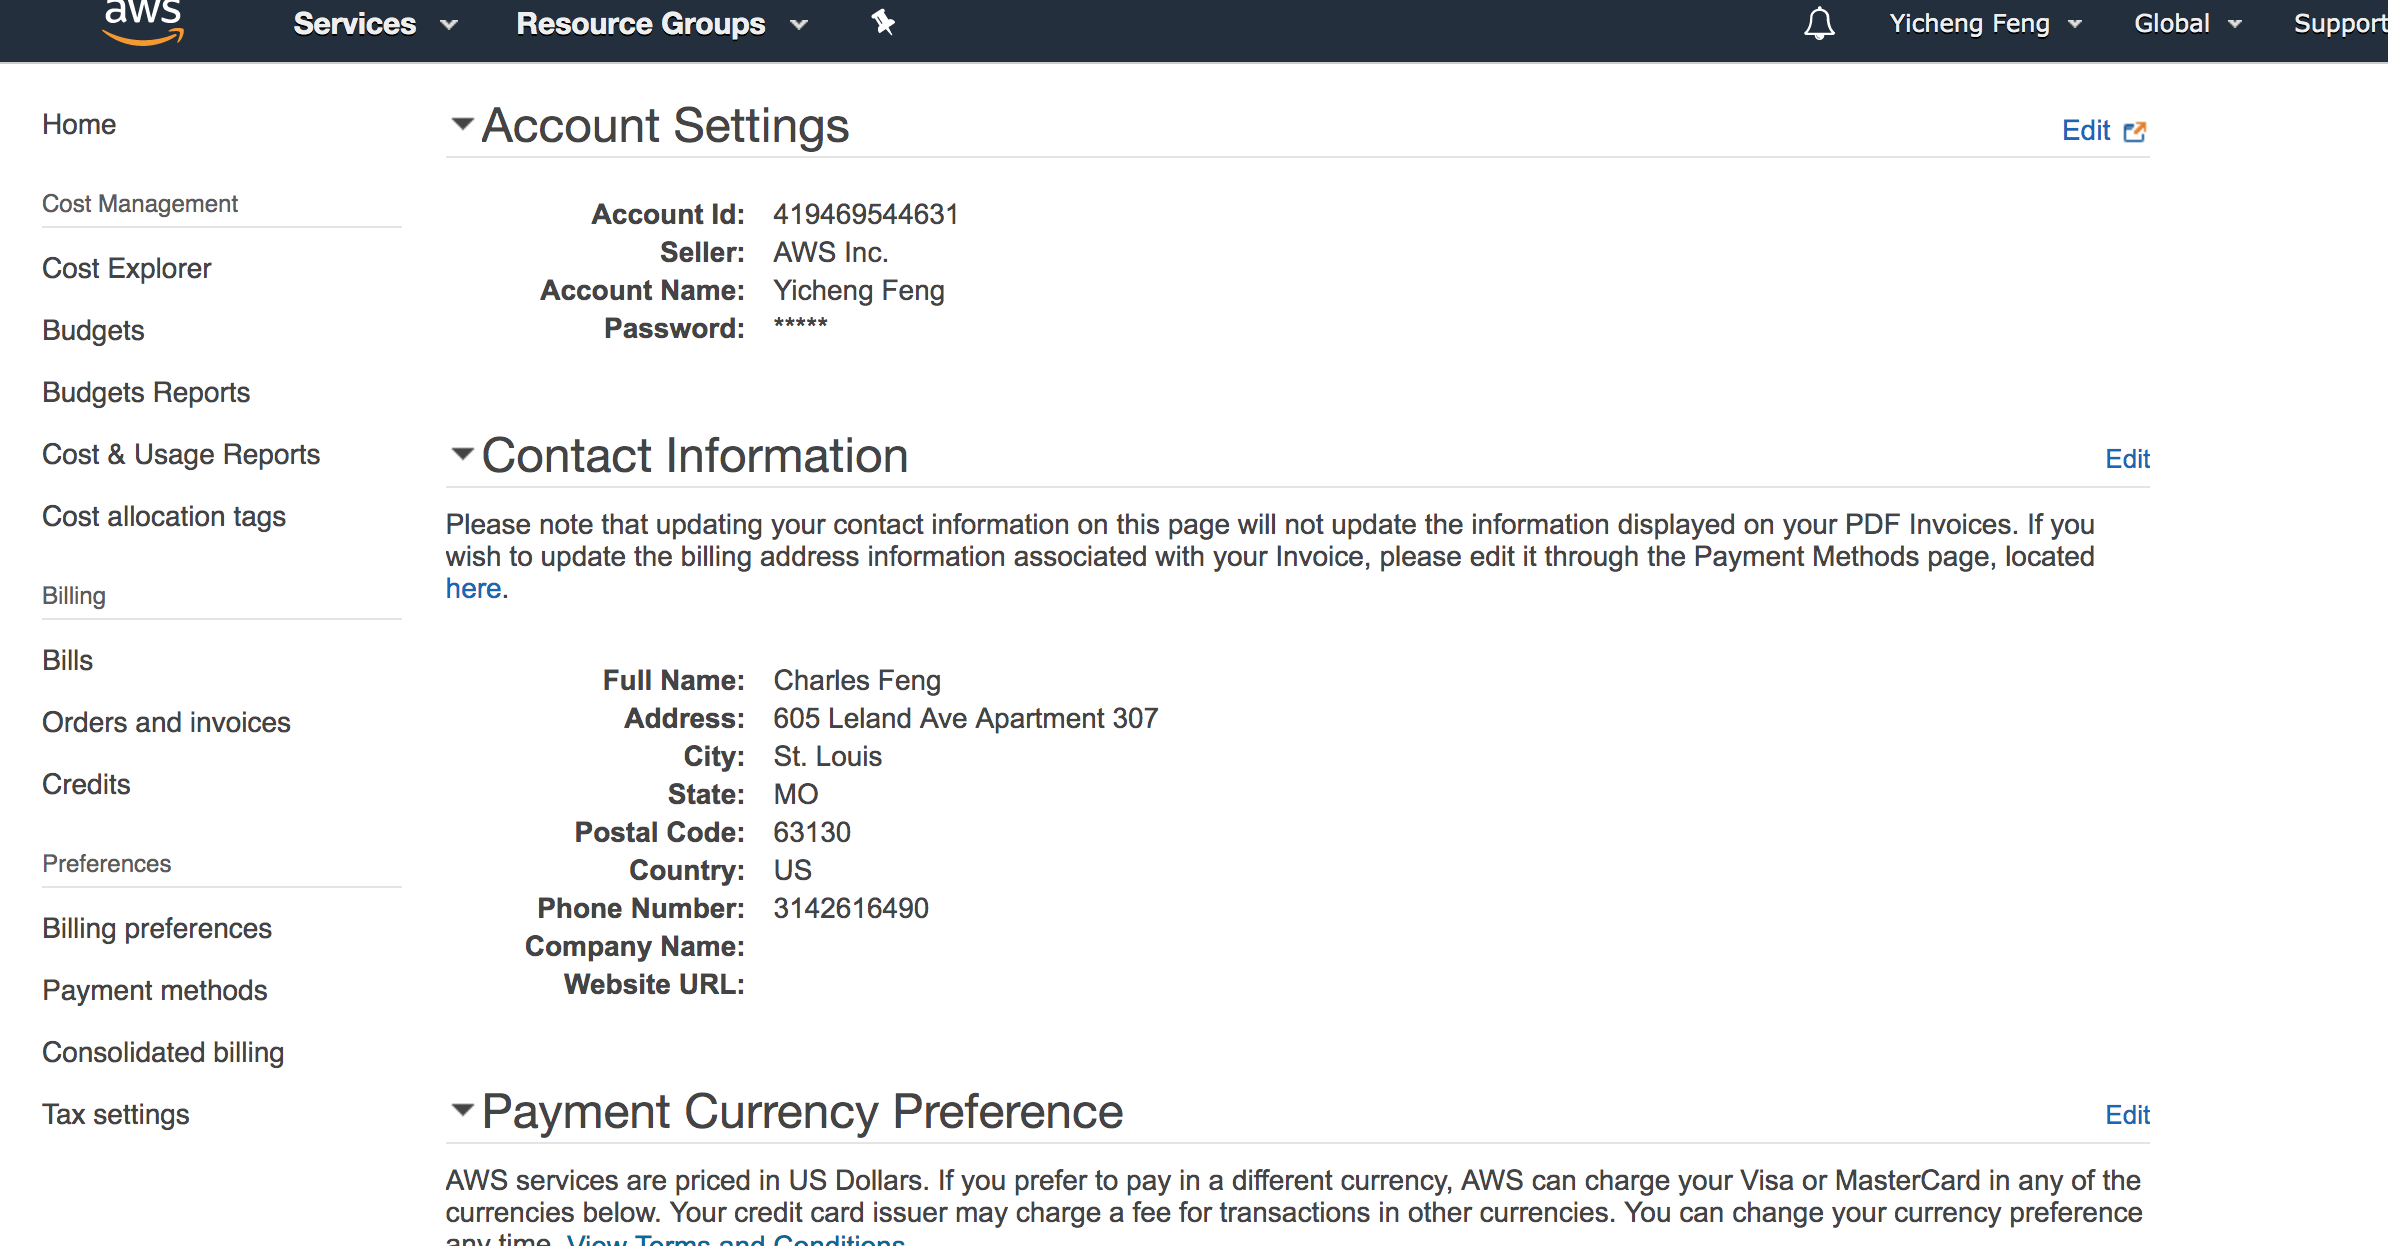 aws Services Resource Groups Yicheng Feng Global Support
Home
Cost Management
Cost Explorer
Budgets
Budgets Reports
Cost & Usage Reports
Cost allocation tags
Billing
Bills
Orders and invoices
Credits
Preferences
Billing preferences
Payment methods
Consolidated billing
Tax settings
Account Settings Edit
Account Id: 419469544631
Seller: AWS Inc.
Account Name: Yicheng Feng
Password: *****
Contact Information Edit
Please note that updating your contact information on this page will not update the information displayed on your PDF Invoices. If you
wish to update the billing address information associated with your Invoice, please edit it through the Payment Methods page, located
here.
Full Name: Charles Feng
Address: 605 Leland Ave Apartment 307
City: St. Louis
State: MO
Postal Code: 63130
Country: US
Phone Number: 3142616490
Company Name:
Website URL:
Payment Currency Preference Edit
AWS services are priced in US Dollars. If you prefer to pay in a different currency, AWS can charge your Visa or MasterCard in any of the
currencies below. Your credit card issuer may charge a fee for transactions in other currencies. You can change your currency preference
any time. View Terms and Conditions